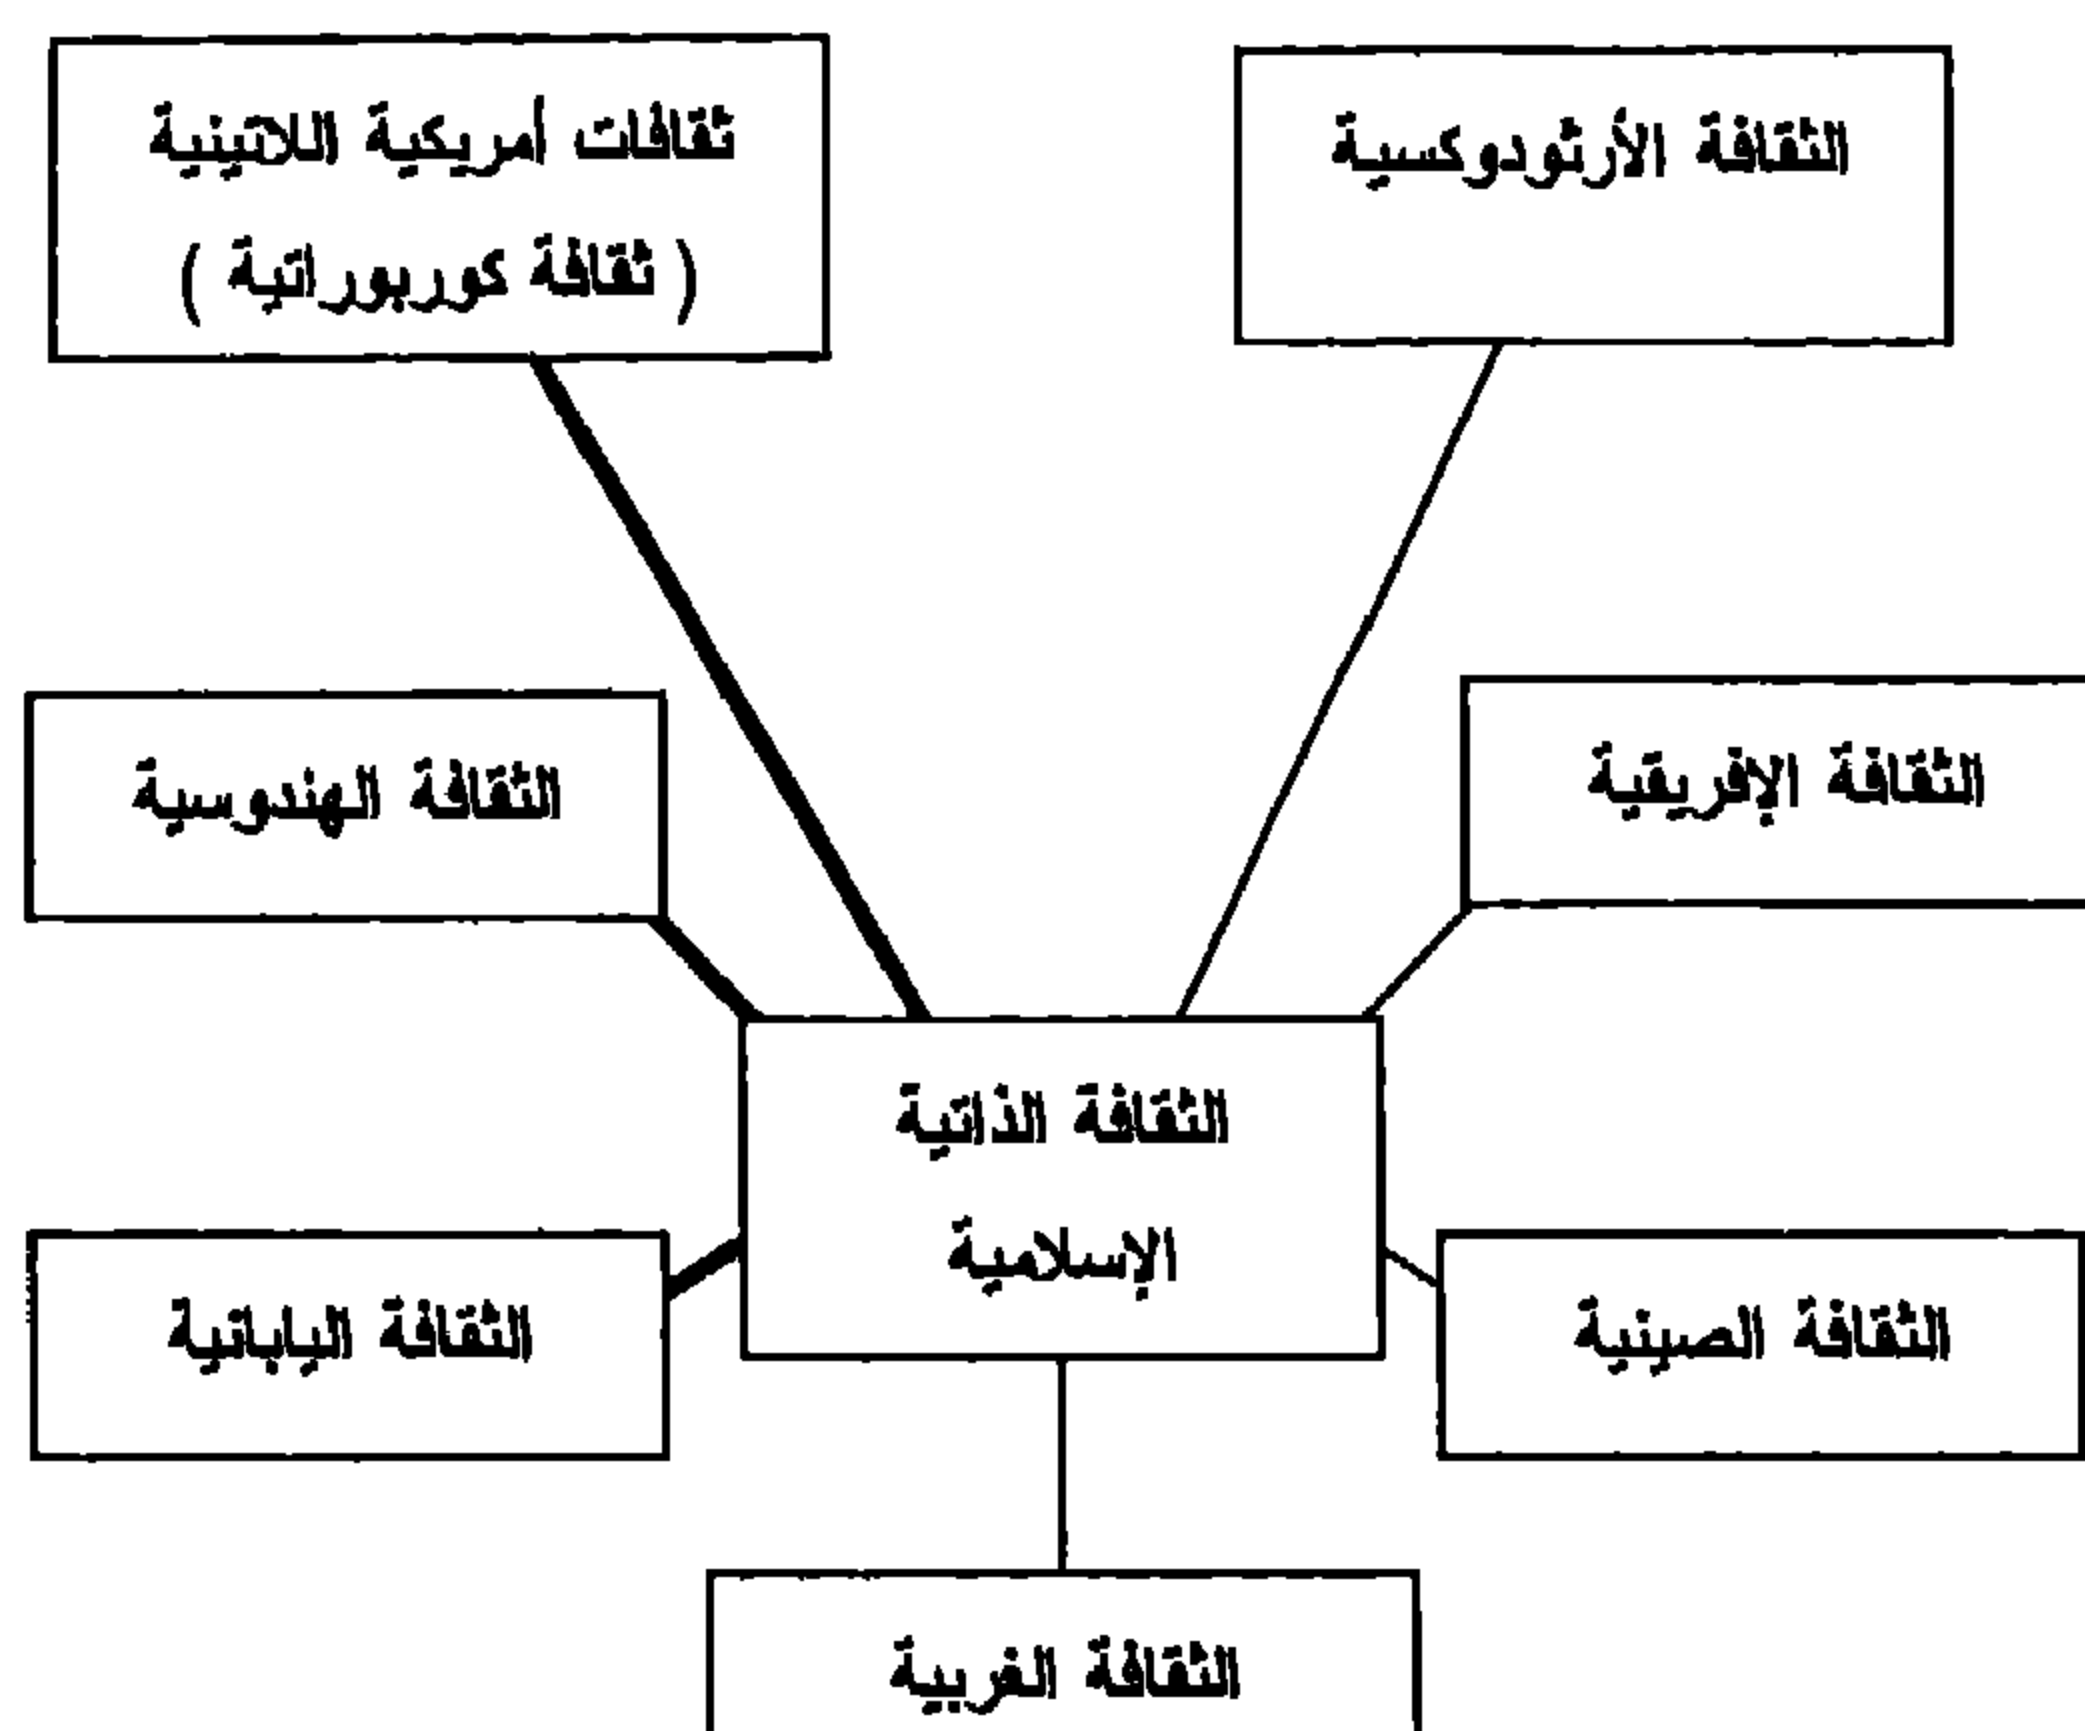 الثقافة الأرثودوكسية
ثقافات أمريكية اللاتينية
( ثقافة كوربوراتية )
الثقافة الإفريقية
الثقافة الهندوسية
الثقافة الذاتية
الإسلامية
الثقافة الصينية
الثقافة اليابانية
الثقافة الغربية